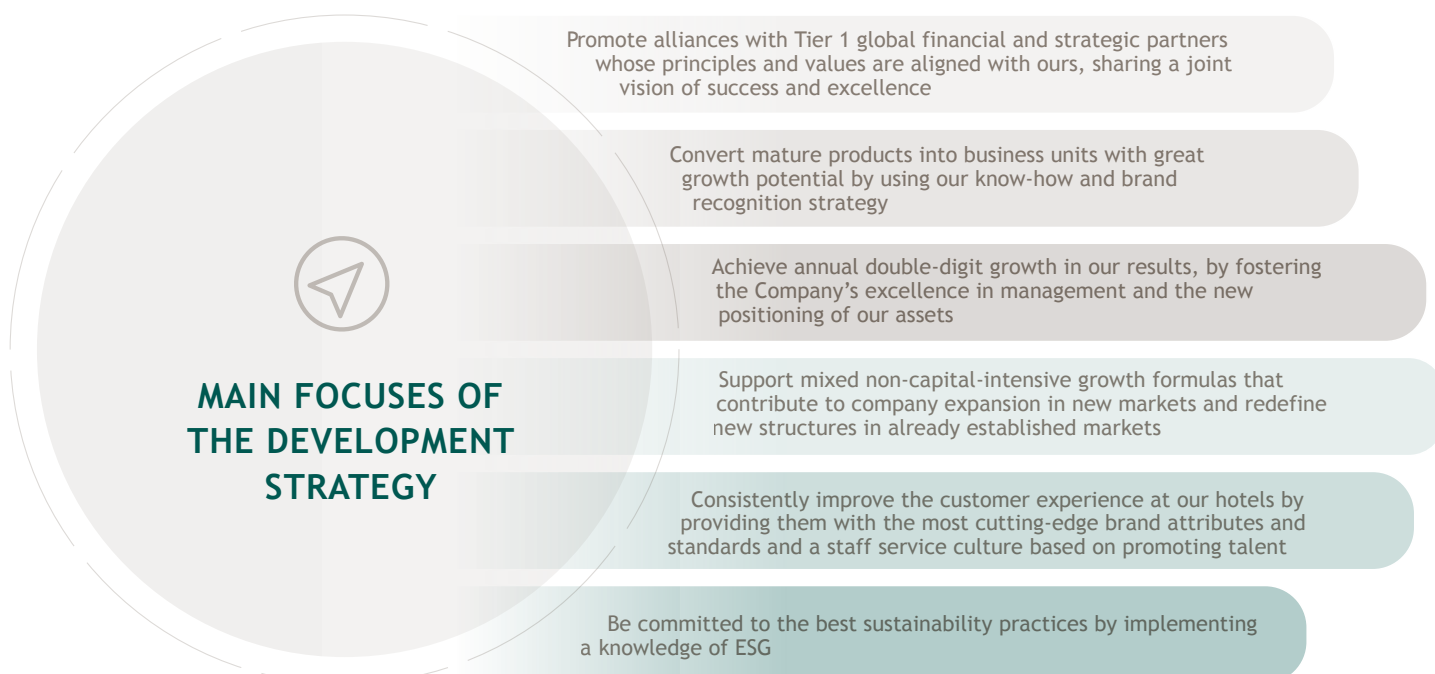 MAIN FOCUSES OF
THE DEVELOPMENT
STRATEGY
Promote alliances with Tier 1 global financial and strategic partners
whose principles and values are aligned with ours, sharing a joint
vision of success and excellence
Convert mature products into business units with great
growth potential by using our know-how and brand
recognition strategy
Achieve annual double-digit growth in our results, by fostering
the Company’s excellence in management and the new
positioning of our assets
Support mixed non-capital-intensive growth formulas that
contribute to company expansion in new markets and redefine
new structures in already established markets
Consistently improve the customer experience at our hotels by
providing them with the most cutting-edge brand attributes and
standards and a staff service culture based on promoting talent
Be committed to the best sustainability practices by implementing
a knowledge of ESG